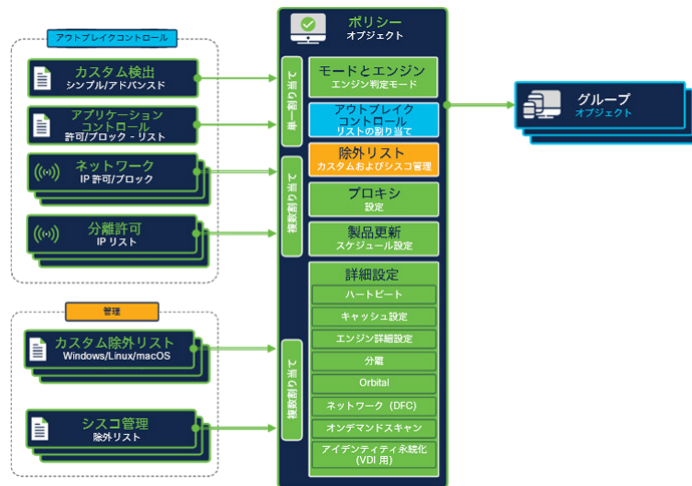 アウトブレイクコントロール
カスタム検出
シンプル/アドバンスド
アプリケーション
コントロール
許可/ブロック - リスト
ネットワーク
IP 許可/ブロック
分離許可
IP リスト
管理
カスタム除外リスト
Windows/Linux/macOS
シスコ管理
除外リスト
単一割り当て
複数割り当て
複数割り当て
ポリシー
オブジェクト
モードとエンジン
エンジン判定モード
アウトブレイク
コントロール
リストの割り当て
除外リスト
カスタムおよびシスコ管理
プロキシ
設定
製品更新
スケジュール設定
詳細設定
ハートビート
キャッシュ設定
エンジン詳細設定
分離
Orbital
ネットワーク (DFC)
オンデマンドスキャン
アイデンティティ永続化
(VDI 用)
グループ
オブジェクト